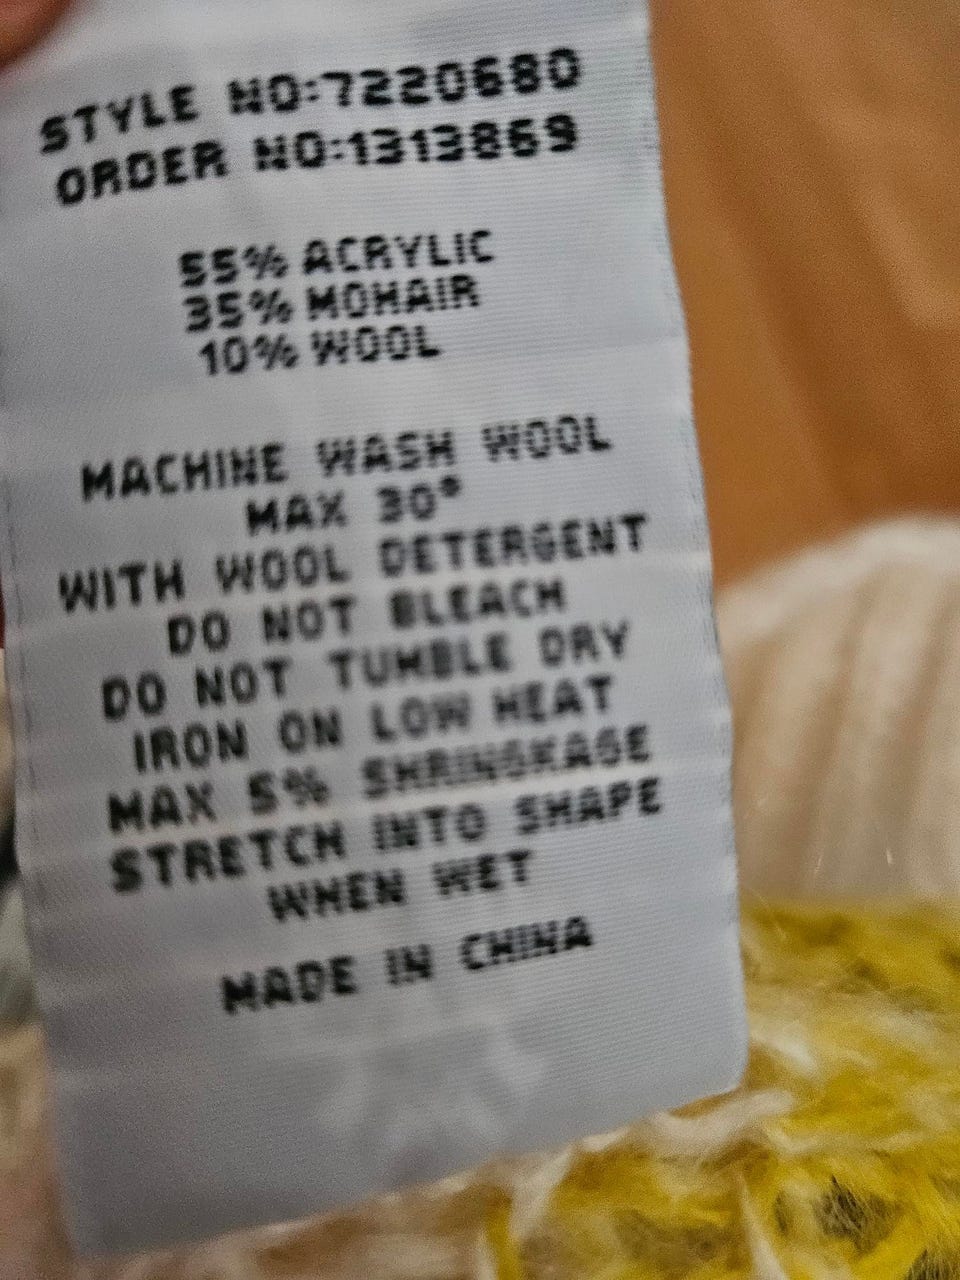 STYLE NO:7220680
ORDER NO:1313869
55% ACRYLIC
35% MOHAIR
10% WOOL
MACHINE WASH WOOL
MAX 30°
WITH WOOL DETERGENT
DO NOT BLEACH
DO NOT TUMBLE DRY
IRON ON LOW HEAT
MAX 5% SHRINGKAGE
STRETCH INTO SHAPE
WHEN WET
MADE IN CHINA